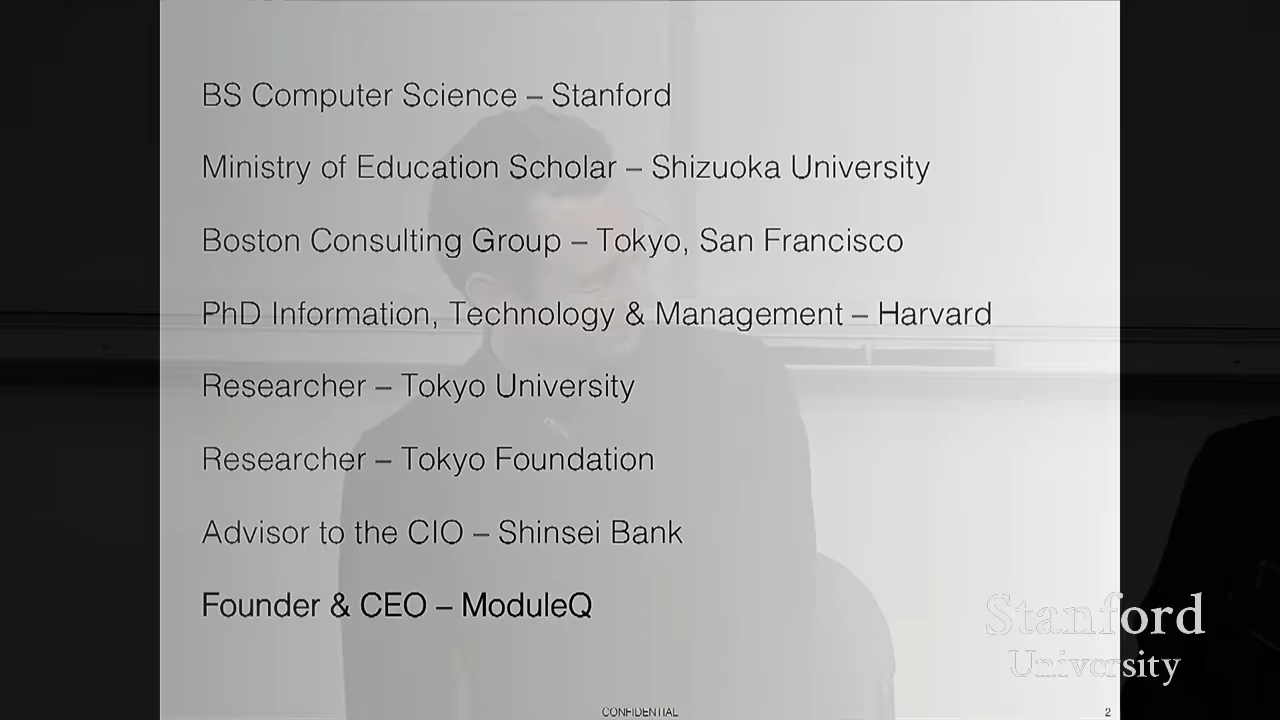 BS Computer Science – Stanford
Ministry of Education Scholar – Shizuoka University
Boston Consulting Group – Tokyo, San Francisco
PhD Information, Technology & Management – Harvard
Researcher – Tokyo University
Researcher – Tokyo Foundation
Advisor to the CIO – Shinsei Bank
Founder & CEO – ModuleQ
Stanford
University
CONFIDENTIAL
2